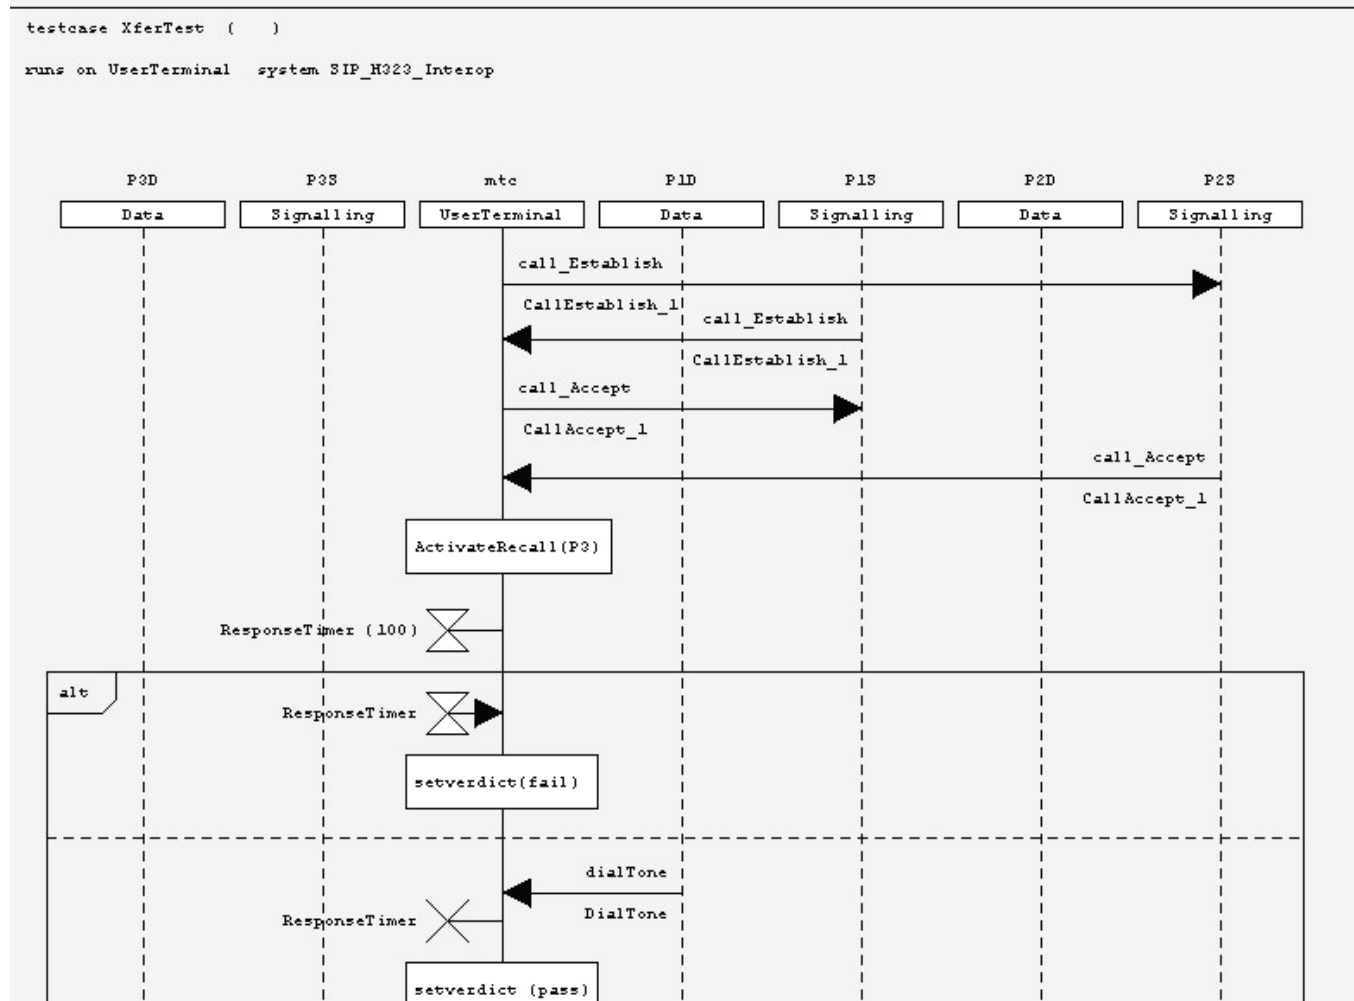 testcase XferTest ( )
runs on UserTerminal system SIP_H323_Interop
P3D P3S mtc P1D P1S P2D P2S
Data Signalling UserTerminal Data Signalling Data Signalling
call_Establish
CallEstablish_1
call_Establish
CallEstablish_1
call_Accept
CallAccept_1
call_Accept
CallAccept_1
ActivateRecall(P3)
ResponseTimer (100)
alt
ResponseTimer
setverdict(fail)
dialTone
DialTone
ResponseTimer
setverdict (pass)